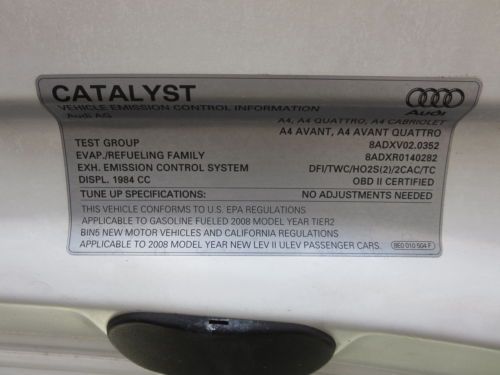 CATALYST
VEHICLE EMISSION CONTROL INFORMATION
Audi AG
Audi
A4, A4 QUATTRO, A4 CABRIOLET
A4 AVANT, A4 AVANT QUATTRO
TEST GROUP 8ADXV02.0352
EVAP./REFUELING FAMILY 8ADXR0140282
EXH. EMISSION CONTROL SYSTEM DFI/TWC/HO2S(2)/2CAC/TC
DISPL. 1984 CC OBD II CERTIFIED
TUNE UP SPECIFICATIONS: NO ADJUSTMENTS NEEDED
THIS VEHICLE CONFORMS TO U.S. EPA REGULATIONS
APPLICABLE TO GASOLINE FUELED 2008 MODEL YEAR TIER2
BIN5 NEW MOTOR VEHICLES AND CALIFORNIA REGULATIONS
APPLICABLE TO 2008 MODEL YEAR NEW LEV II ULEV PASSENGER CARS.
8E0 010 504 F